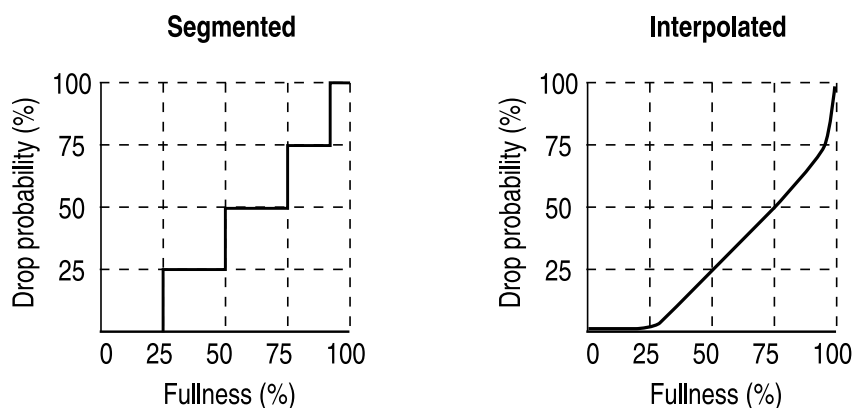 Segmented
Drop probability (%)
100
75
50
25
0 25 50 75 100
Fullness (%)
Interpolated
Drop probability (%)
100
75
50
25
0 25 50 75 100
Fullness (%)